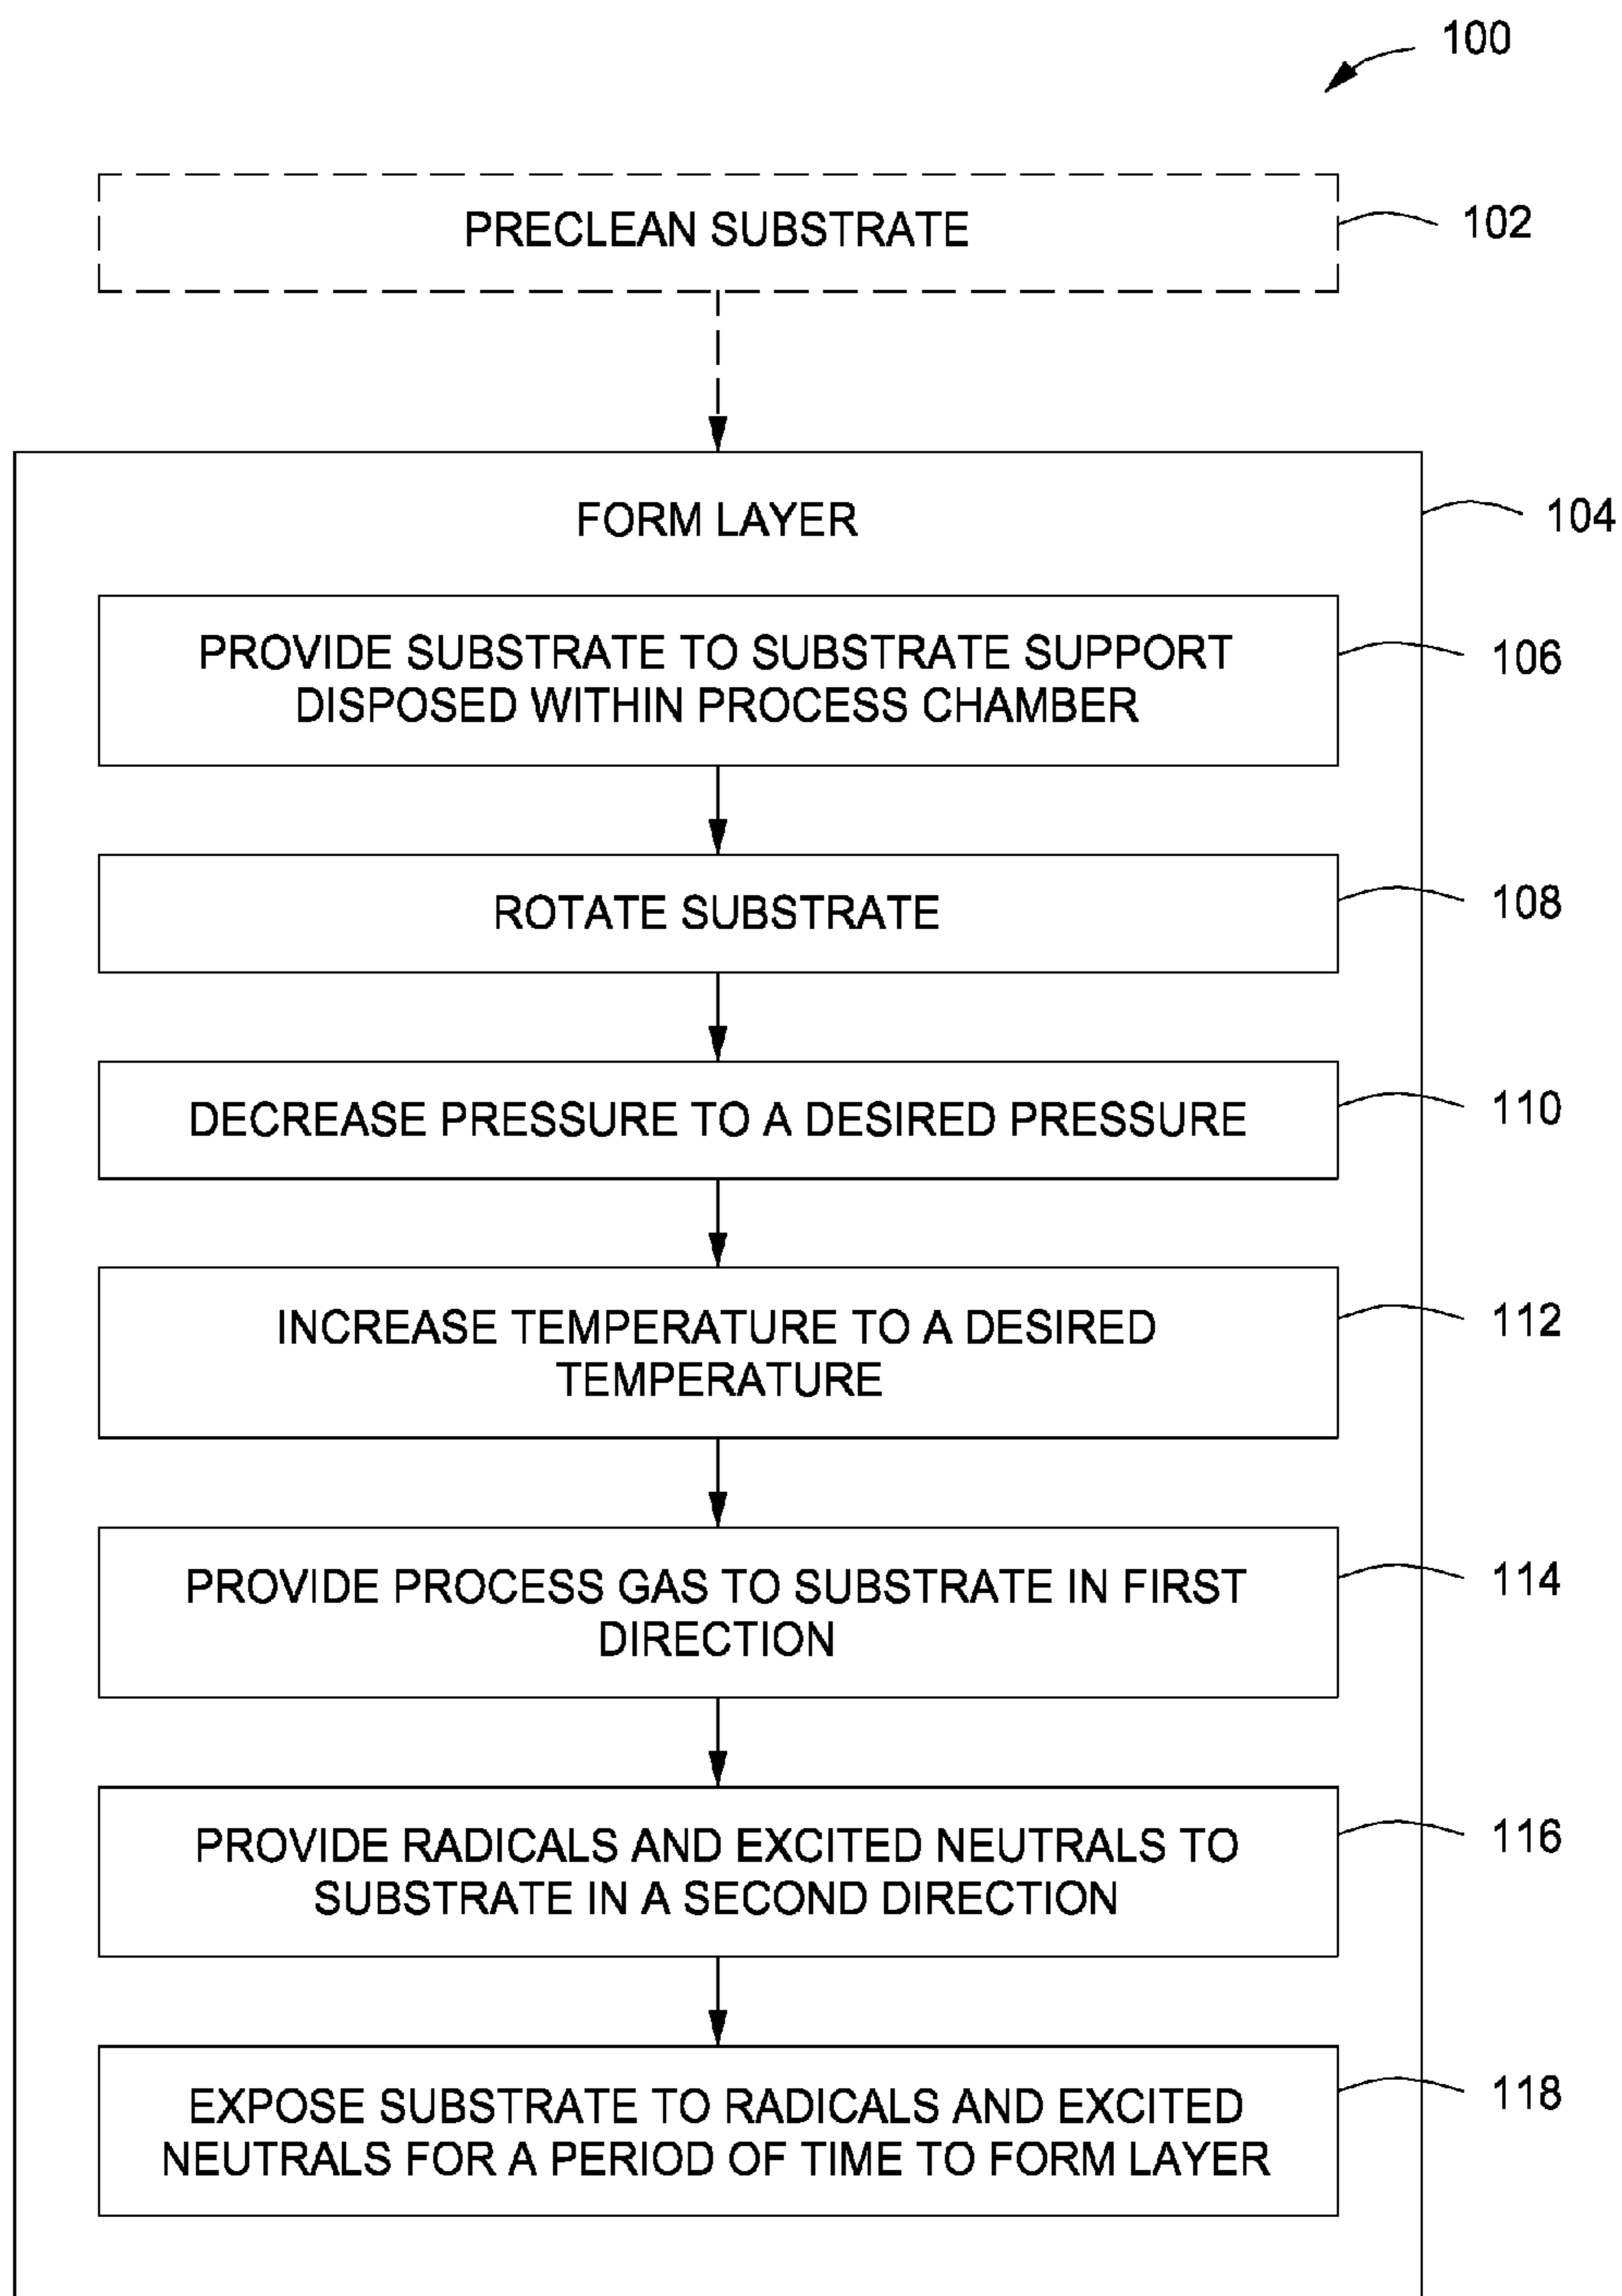 100
PRECLEAN SUBSTRATE
102
FORM LAYER
104
PROVIDE SUBSTRATE TO SUBSTRATE SUPPORT
DISPOSED WITHIN PROCESS CHAMBER
106
ROTATE SUBSTRATE
108
DECREASE PRESSURE TO A DESIRED PRESSURE
110
INCREASE TEMPERATURE TO A DESIRED
TEMPERATURE
112
PROVIDE PROCESS GAS TO SUBSTRATE IN FIRST
DIRECTION
114
PROVIDE RADICALS AND EXCITED NEUTRALS TO
SUBSTRATE IN A SECOND DIRECTION
116
EXPOSE SUBSTRATE TO RADICALS AND EXCITED
NEUTRALS FOR A PERIOD OF TIME TO FORM LAYER
118